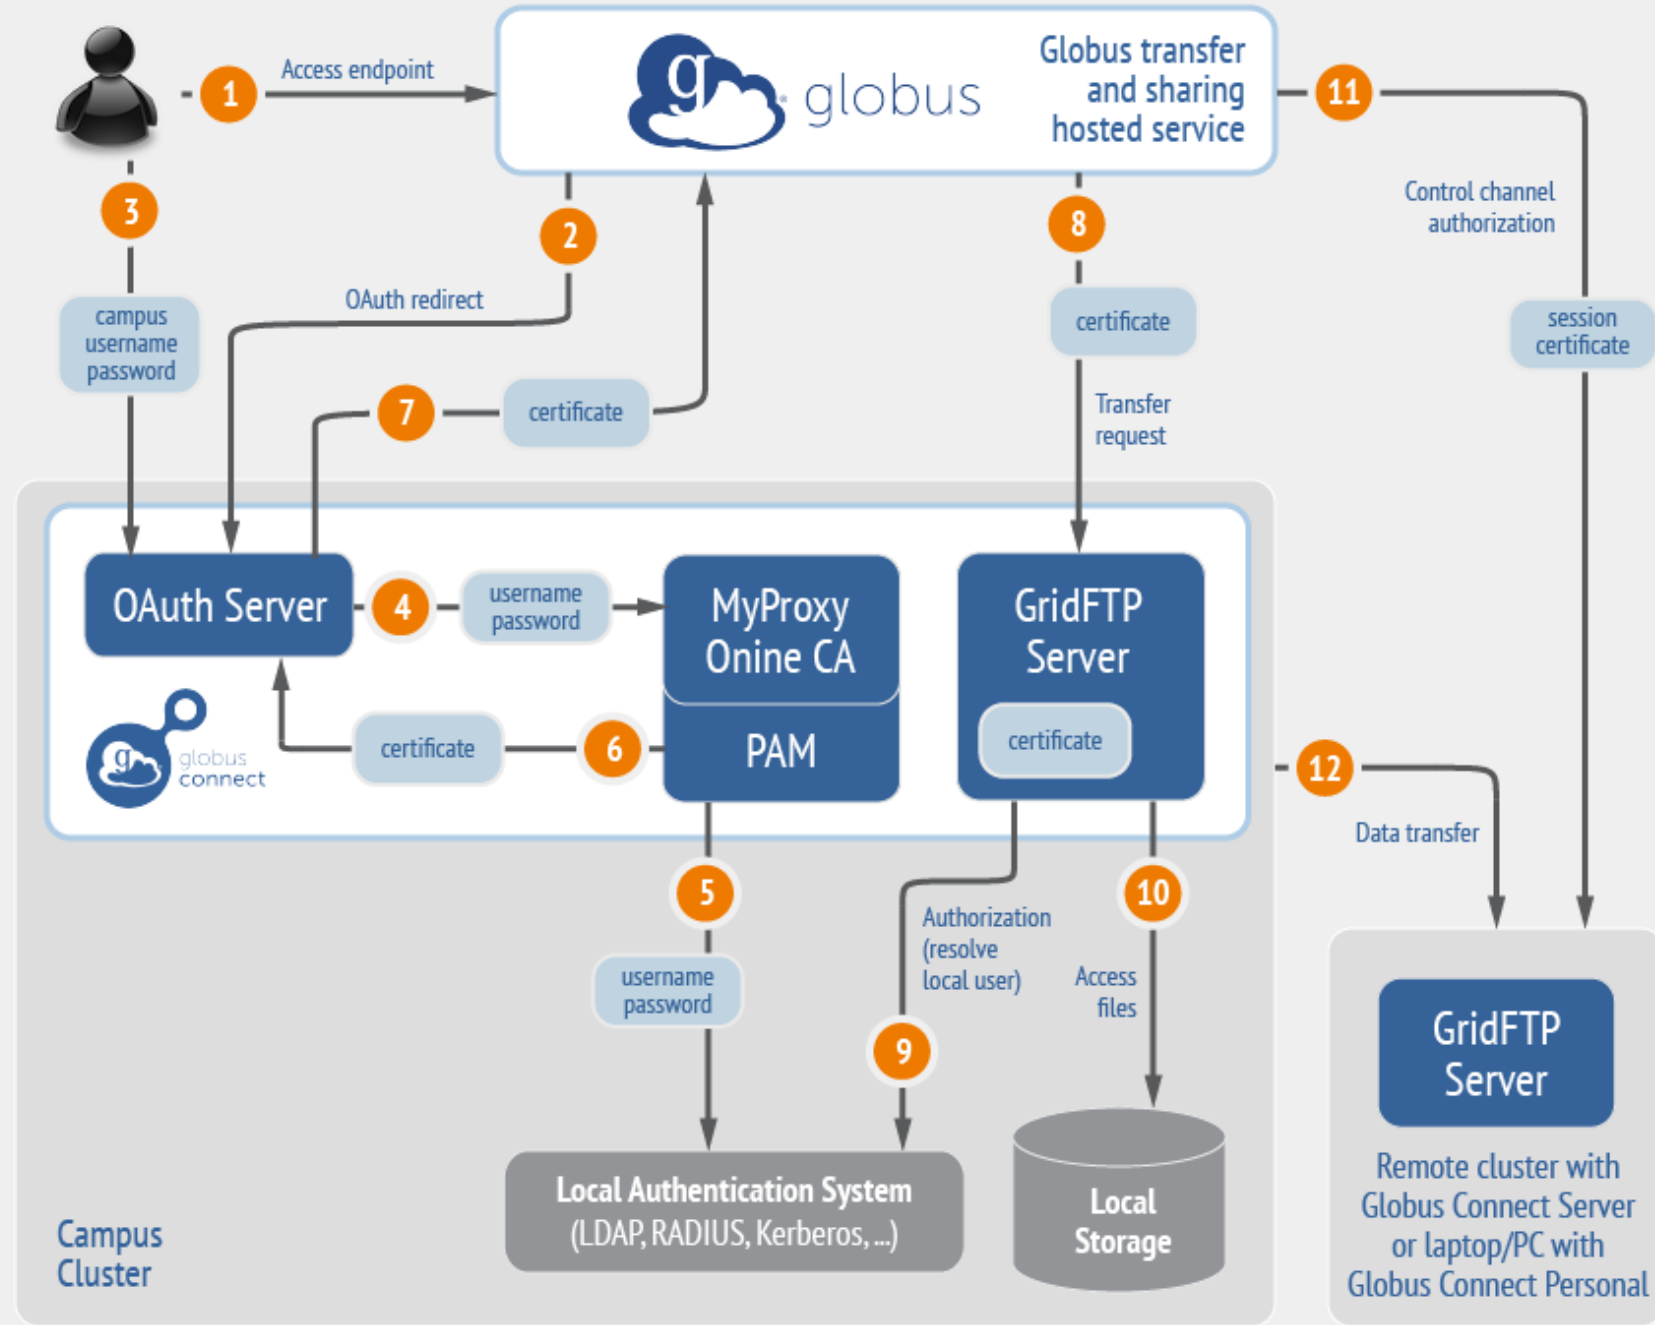 1
Access endpoint
g
globus
Globus transfer
and sharing
hosted service
11
3
2
8
Control channel
authorization
OAuth redirect
campus
username
password
certificate
session
certificate
7
certificate
Transfer
request
OAuth Server
4
username
password
MyProxy
Onine CA
GridFTP
Server
g
globus
connect
certificate
6
PAM
certificate
12
Data transfer
5
10
Authorization
(resolve
local user)
username
password
Access
files
9
GridFTP
Server
Local Authentication System
(LDAP, RADIUS, Kerberos, ...)
Local
Storage
Remote cluster with
Globus Connect Server
or laptop/PC with
Globus Connect Personal
Campus
Cluster